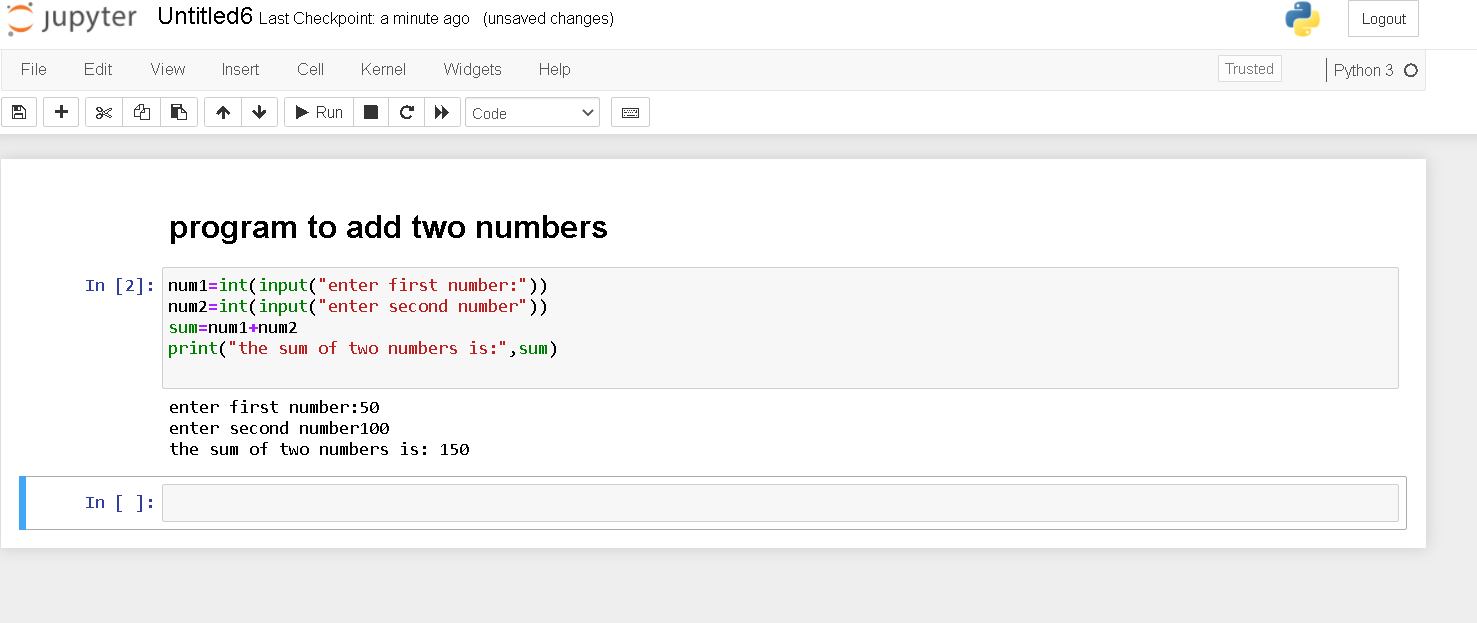 jupyter Untitled6 Last Checkpoint: a minute ago (unsaved changes) Logout
File Edit View Insert Cell Kernel Widgets Help Trusted Python 3
Run Code
program to add two numbers
In [2]: num1=int(input("enter first number:"))
num2=int(input("enter second number"))
sum=num1+num2
print("the sum of two numbers is:",sum)
enter first number:50
enter second number100
the sum of two numbers is: 150
In [ ]: